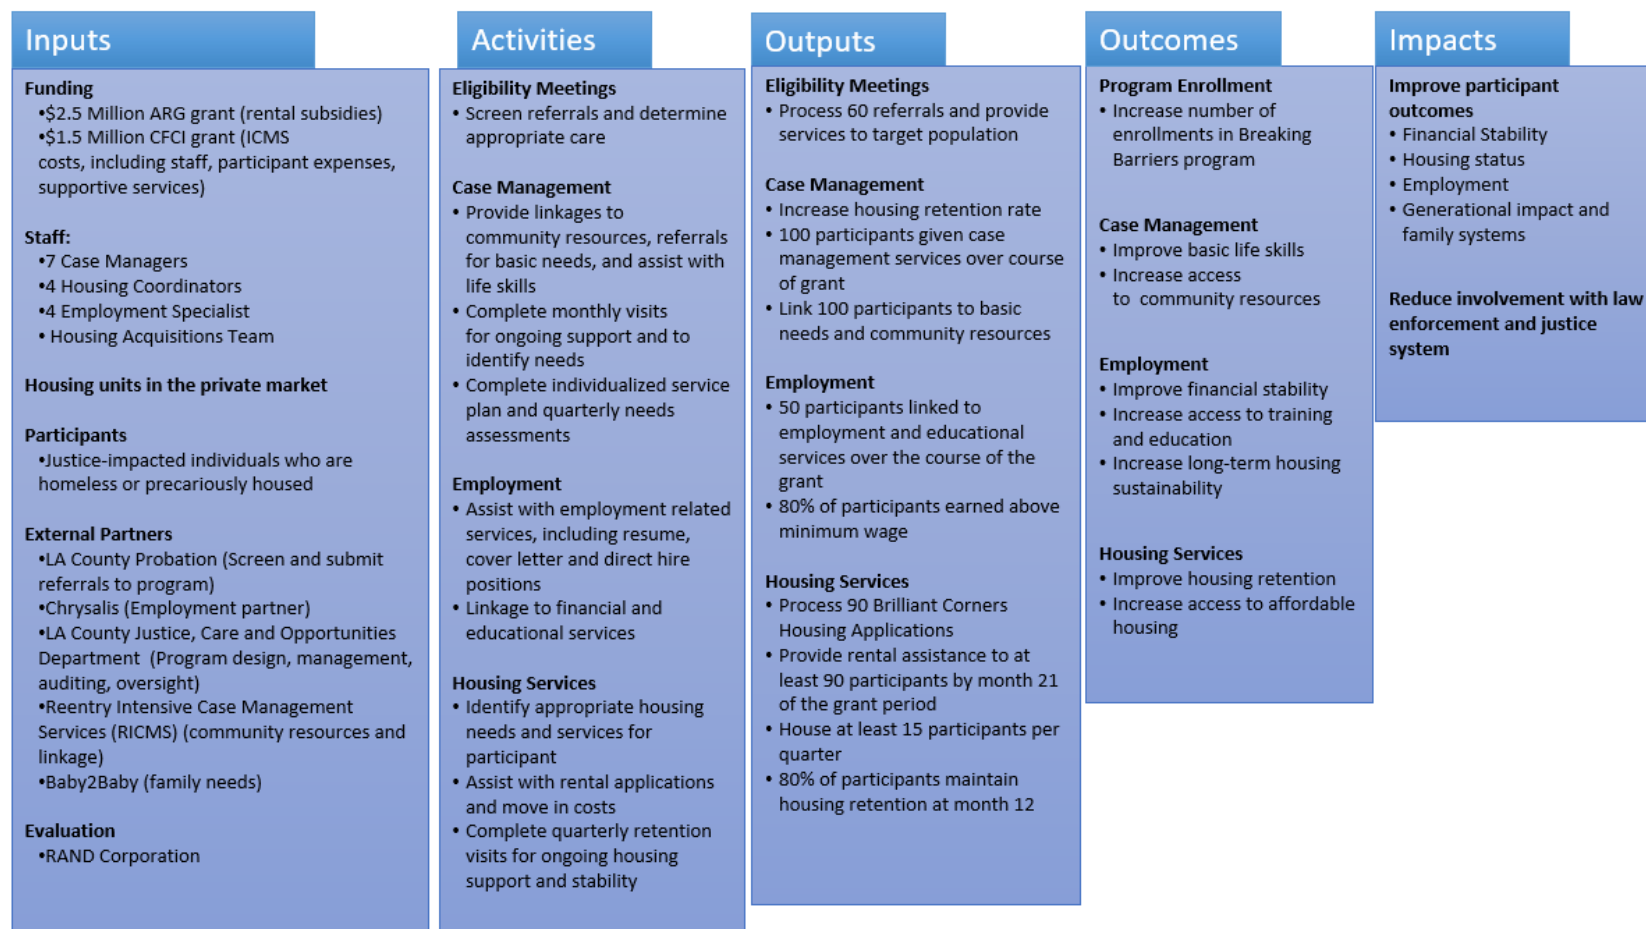 Inputs
Funding
•$2.5 Million ARG grant (rental subsidies)
•$1.5 Million CFCI grant (ICMS
costs, including staff, participant expenses,
supportive services)
Staff:
•7 Case Managers
•4 Housing Coordinators
•4 Employment Specialist
• Housing Acquisitions Team
Housing units in the private market
Participants
•Justice-impacted individuals who are
homeless or precariously housed
External Partners
•LA County Probation (Screen and submit
referrals to program)
•Chrysalis (Employment partner)
•LA County Justice, Care and Opportunities
Department (Program design, management,
auditing, oversight)
•Reentry Intensive Case Management
Services (RICMS) (community resources and
linkage)
•Baby2Baby (family needs)
Evaluation
•RAND Corporation
Activities
Eligibility Meetings
• Screen referrals and determine
appropriate care
Case Management
• Provide linkages to
community resources, referrals
for basic needs, and assist with
life skills
• Complete monthly visits
for ongoing support and to
identify needs
• Complete individualized service
plan and quarterly needs
assessments
Employment
• Assist with employment related
services, including resume,
cover letter and direct hire
positions
• Linkage to financial and
educational services
Housing Services
• Identify appropriate housing
needs and services for
participant
• Assist with rental applications
and move in costs
• Complete quarterly retention
visits for ongoing housing
support and stability
Outputs
Eligibility Meetings
• Process 60 referrals and provide
services to target population
Case Management
• Increase housing retention rate
• 100 participants given case
management services over course
of grant
• Link 100 participants to basic
needs and community resources
Employment
• 50 participants linked to
employment and educational
services over the course of the
grant
• 80% of participants earned above
minimum wage
Housing Services
• Process 90 Brilliant Corners
Housing Applications
• Provide rental assistance to at
least 90 participants by month 21
of the grant period
• House at least 15 participants per
quarter
• 80% of participants maintain
housing retention at month 12
Outcomes
Program Enrollment
• Increase number of
enrollments in Breaking
Barriers program
Case Management
• Improve basic life skills
• Increase access
to community resources
Employment
• Improve financial stability
• Increase access to training
and education
• Increase long-term housing
sustainability
Housing Services
• Improve housing retention
• Increase access to affordable
housing
Impacts
Improve participant
outcomes
• Financial Stability
• Housing status
• Employment
• Generational impact and
family systems
Reduce involvement with law
enforcement and justice
system